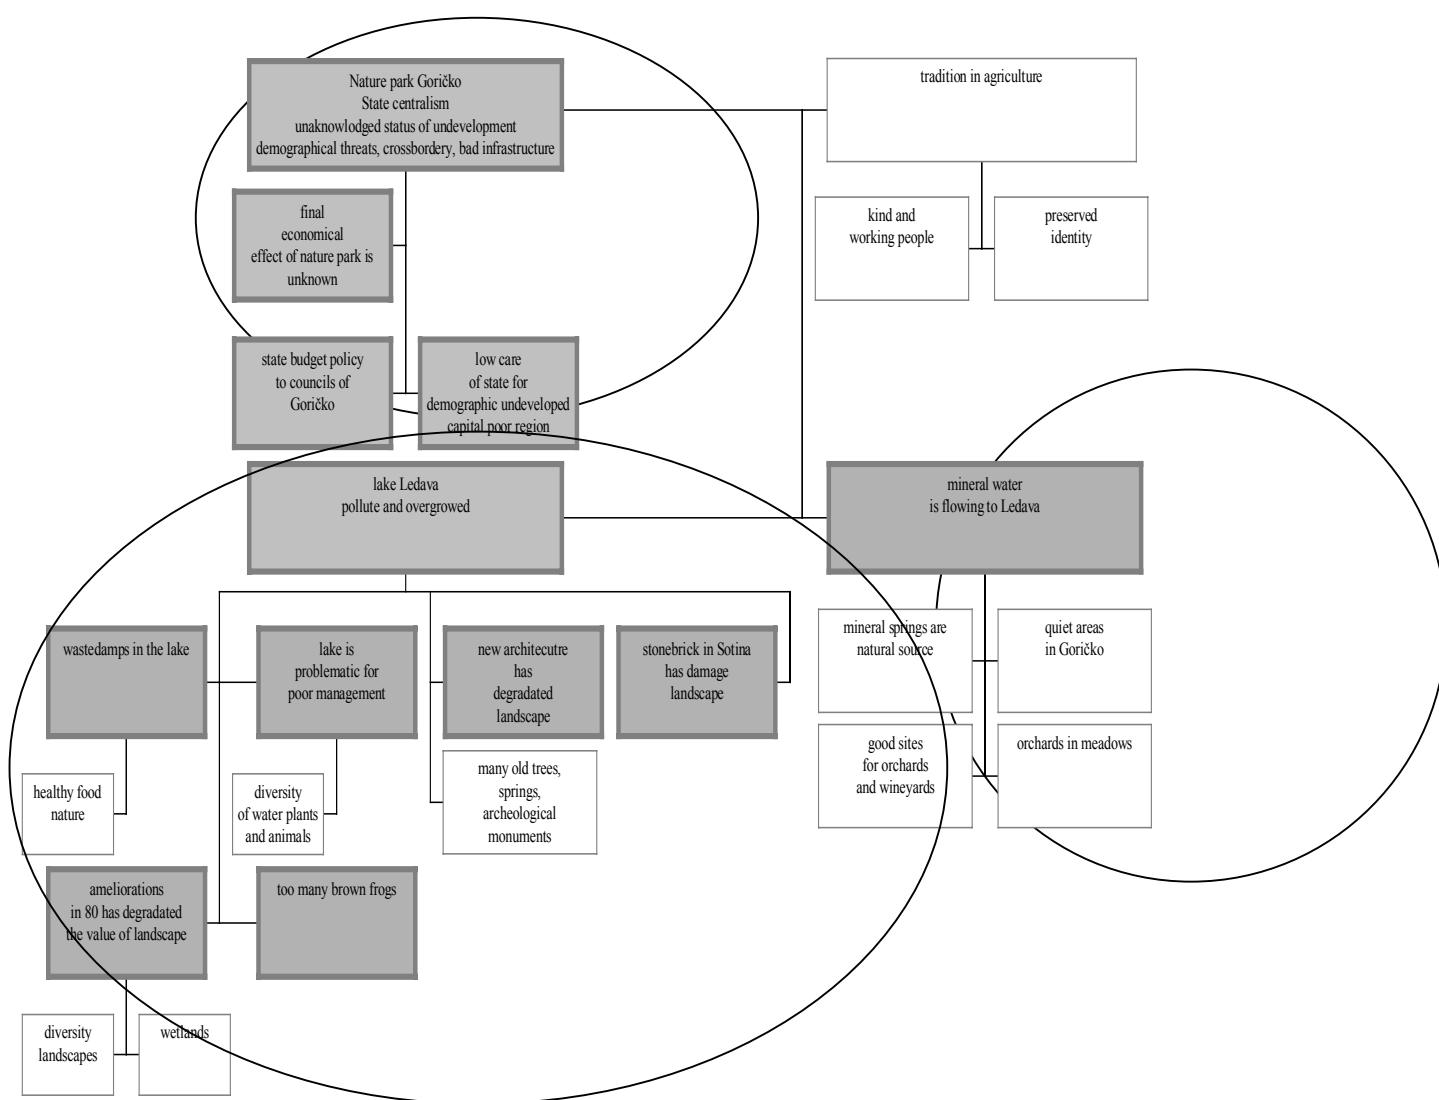 Nature park Goričko
State centralism
unaknowlodged status of undevelopment
demographical threats, crossbordery, bad infrastructure
tradition in agriculture
final
economical
effect of nature park is
unknown
kind and
working people
preserved
identity
state budget policy
to councils of
Goričko
low care
of state for
demographic undeveloped
capital poor region
lake Ledava
pollute and overgrowed
mineral water
is flowing to Ledava
wastedamps in the lake
lake is
problematic for
poor management
new architecutre
has
degradated
landscape
stonebrick in Sotina
has damage
landscape
mineral springs are
natural source
quiet areas
in Goričko
healthy food
nature
diversity
of water plants
and animals
many old trees,
springs,
archeological
monuments
good sites
for orchards
and wineyards
orchards in meadows
ameliorations
in 80 has degradated
the value of landscape
too many brown frogs
diversity
landscapes
wetlands